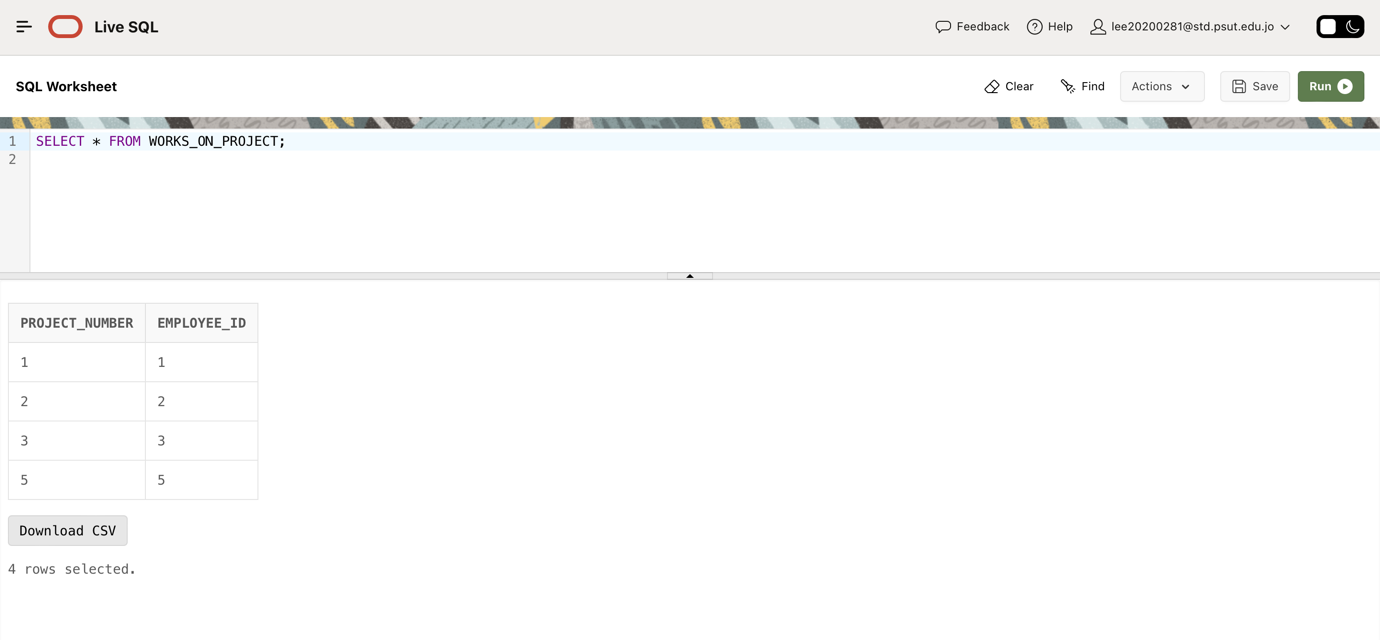 Live SQL
Feedback Help lee20200281@std.psut.edu.jo
SQL Worksheet
Clear Find Actions Save Run
1 SELECT * FROM WORKS_ON_PROJECT;
2
PROJECT_NUMBER EMPLOYEE_ID
1 1
2 2
3 3
5 5
Download CSV
4 rows selected.